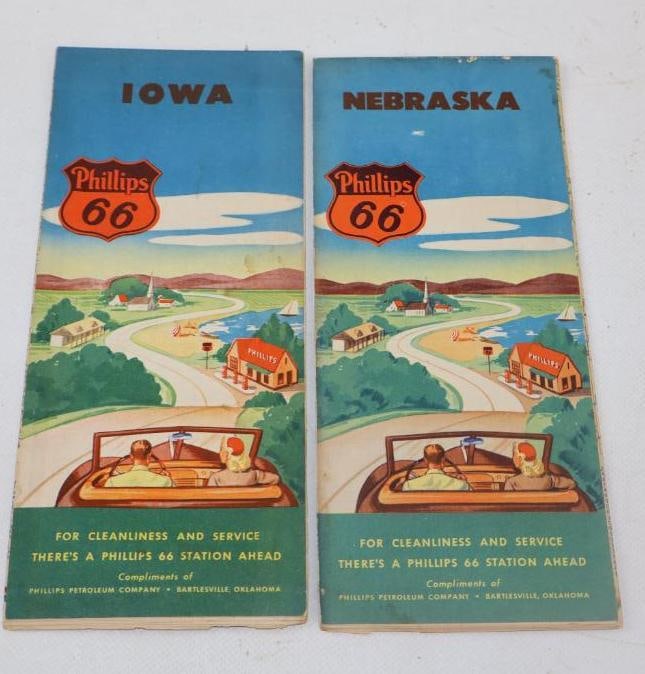 IOWA
Phillips
66
PHILLIPS
FOR CLEANLINESS AND SERVICE
THERE'S A PHILLIPS 66 STATION AHEAD
Compliments of
PHILLIPS PETROLEUM COMPANY • BARTLESVILLE, OKLAHOMA
NEBRASKA
Phillips
66
PHILLIPS
FOR CLEANLINESS AND SERVICE
THERE'S A PHILLIPS 66 STATION AHEAD
Compliments of
PHILLIPS PETROLEUM COMPANY • BARTLESVILLE, OKLAHOMA